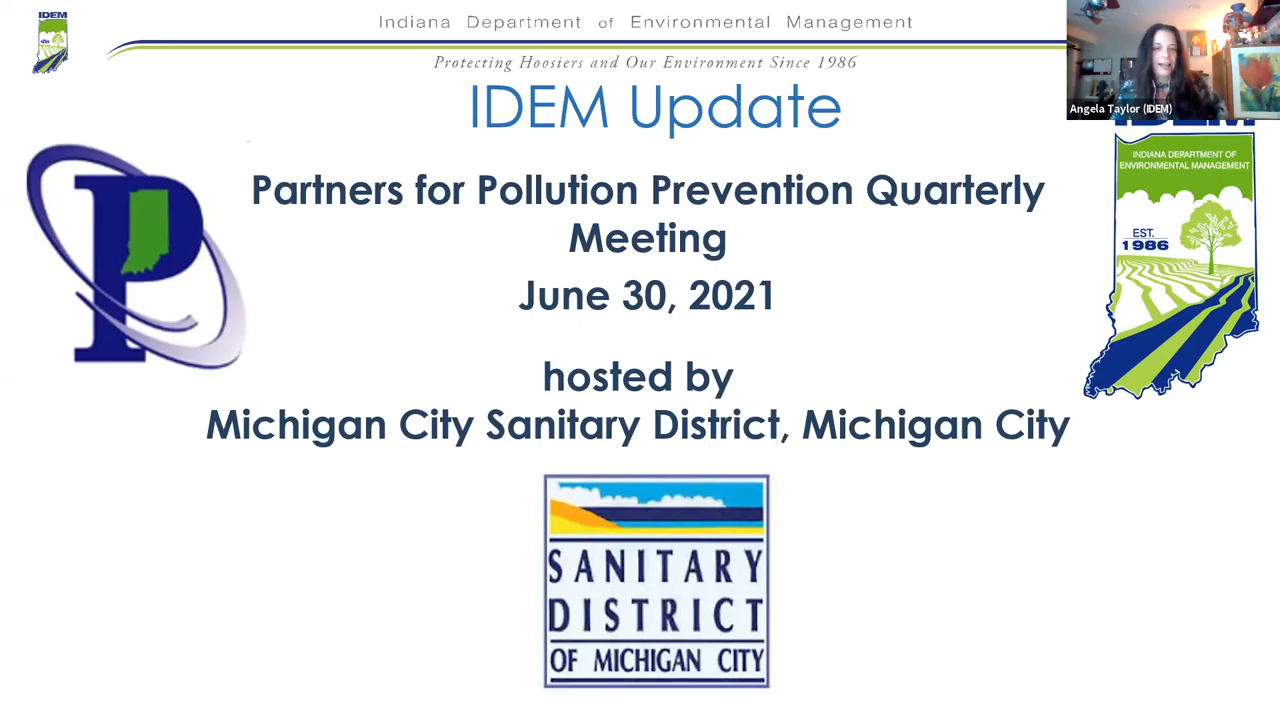 IDEM
Indiana Department of Environmental Management
Protecting Hoosiers and Our Environment Since 1986
IDEM Update
Angela Taylor (IDEM)
IDEM
Partners for Pollution Prevention Quarterly
Meeting
June 30, 2021
hosted by
Michigan City Sanitary District, Michigan City
P
INDIANA DEPARTMENT OF
ENVIRONMENTAL MANAGEMENT
EST.
1986
SANITARY
DISTRICT
OF MICHIGAN CITY